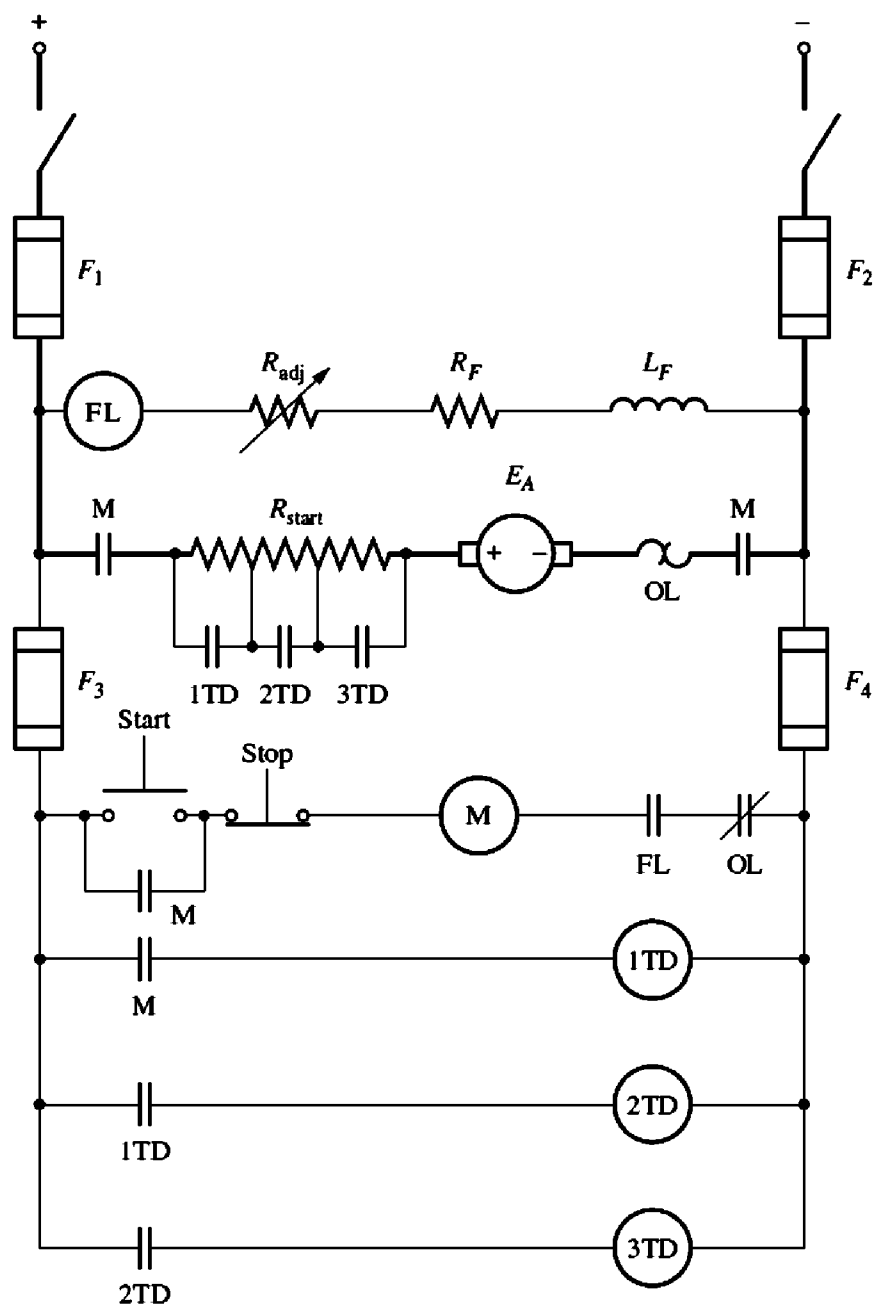 + −
F1 F2
Radj RF LF
FL
EA
M Rstart M
+ −
OL
1TD 2TD 3TD
F3 F4
Start
Stop
M
FL OL
M
1TD
M
2TD
1TD
3TD
2TD